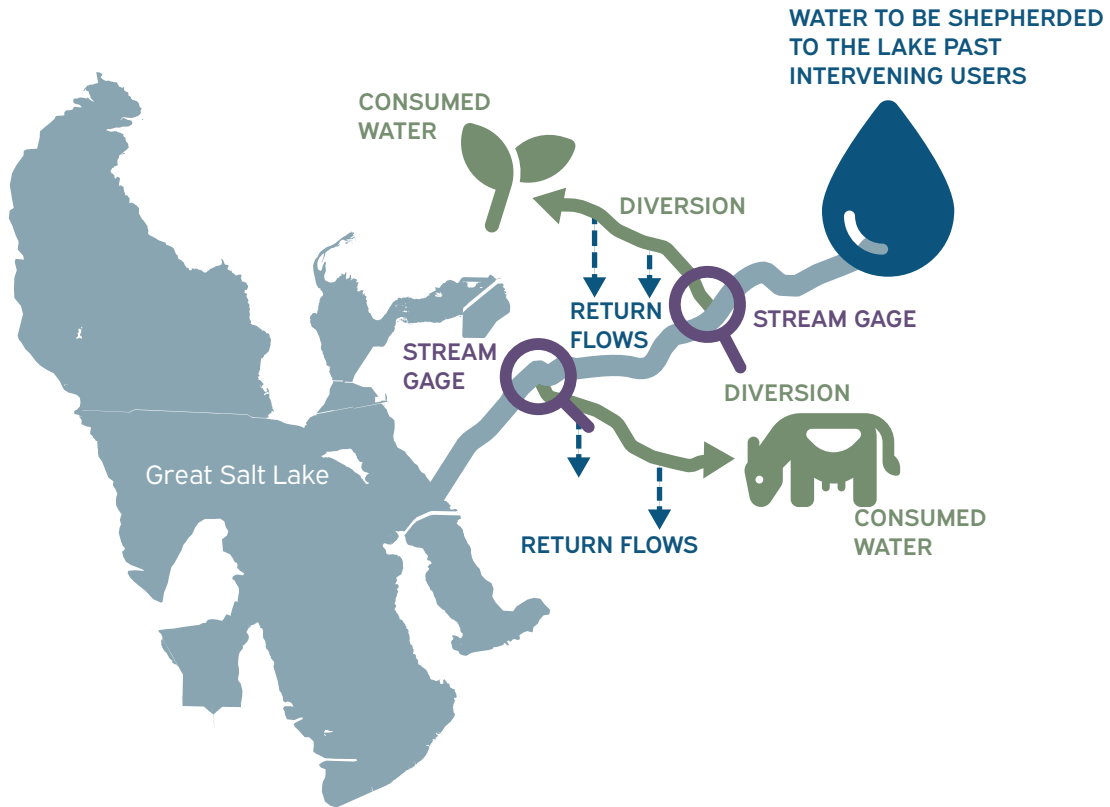 WATER TO BE SHEPHERDED
TO THE LAKE PAST
INTERVENING USERS
CONSUMED
WATER
DIVERSION
RETURN
FLOWS
STREAM GAGE
STREAM
GAGE
DIVERSION
Great Salt Lake
CONSUMED
WATER
RETURN FLOWS